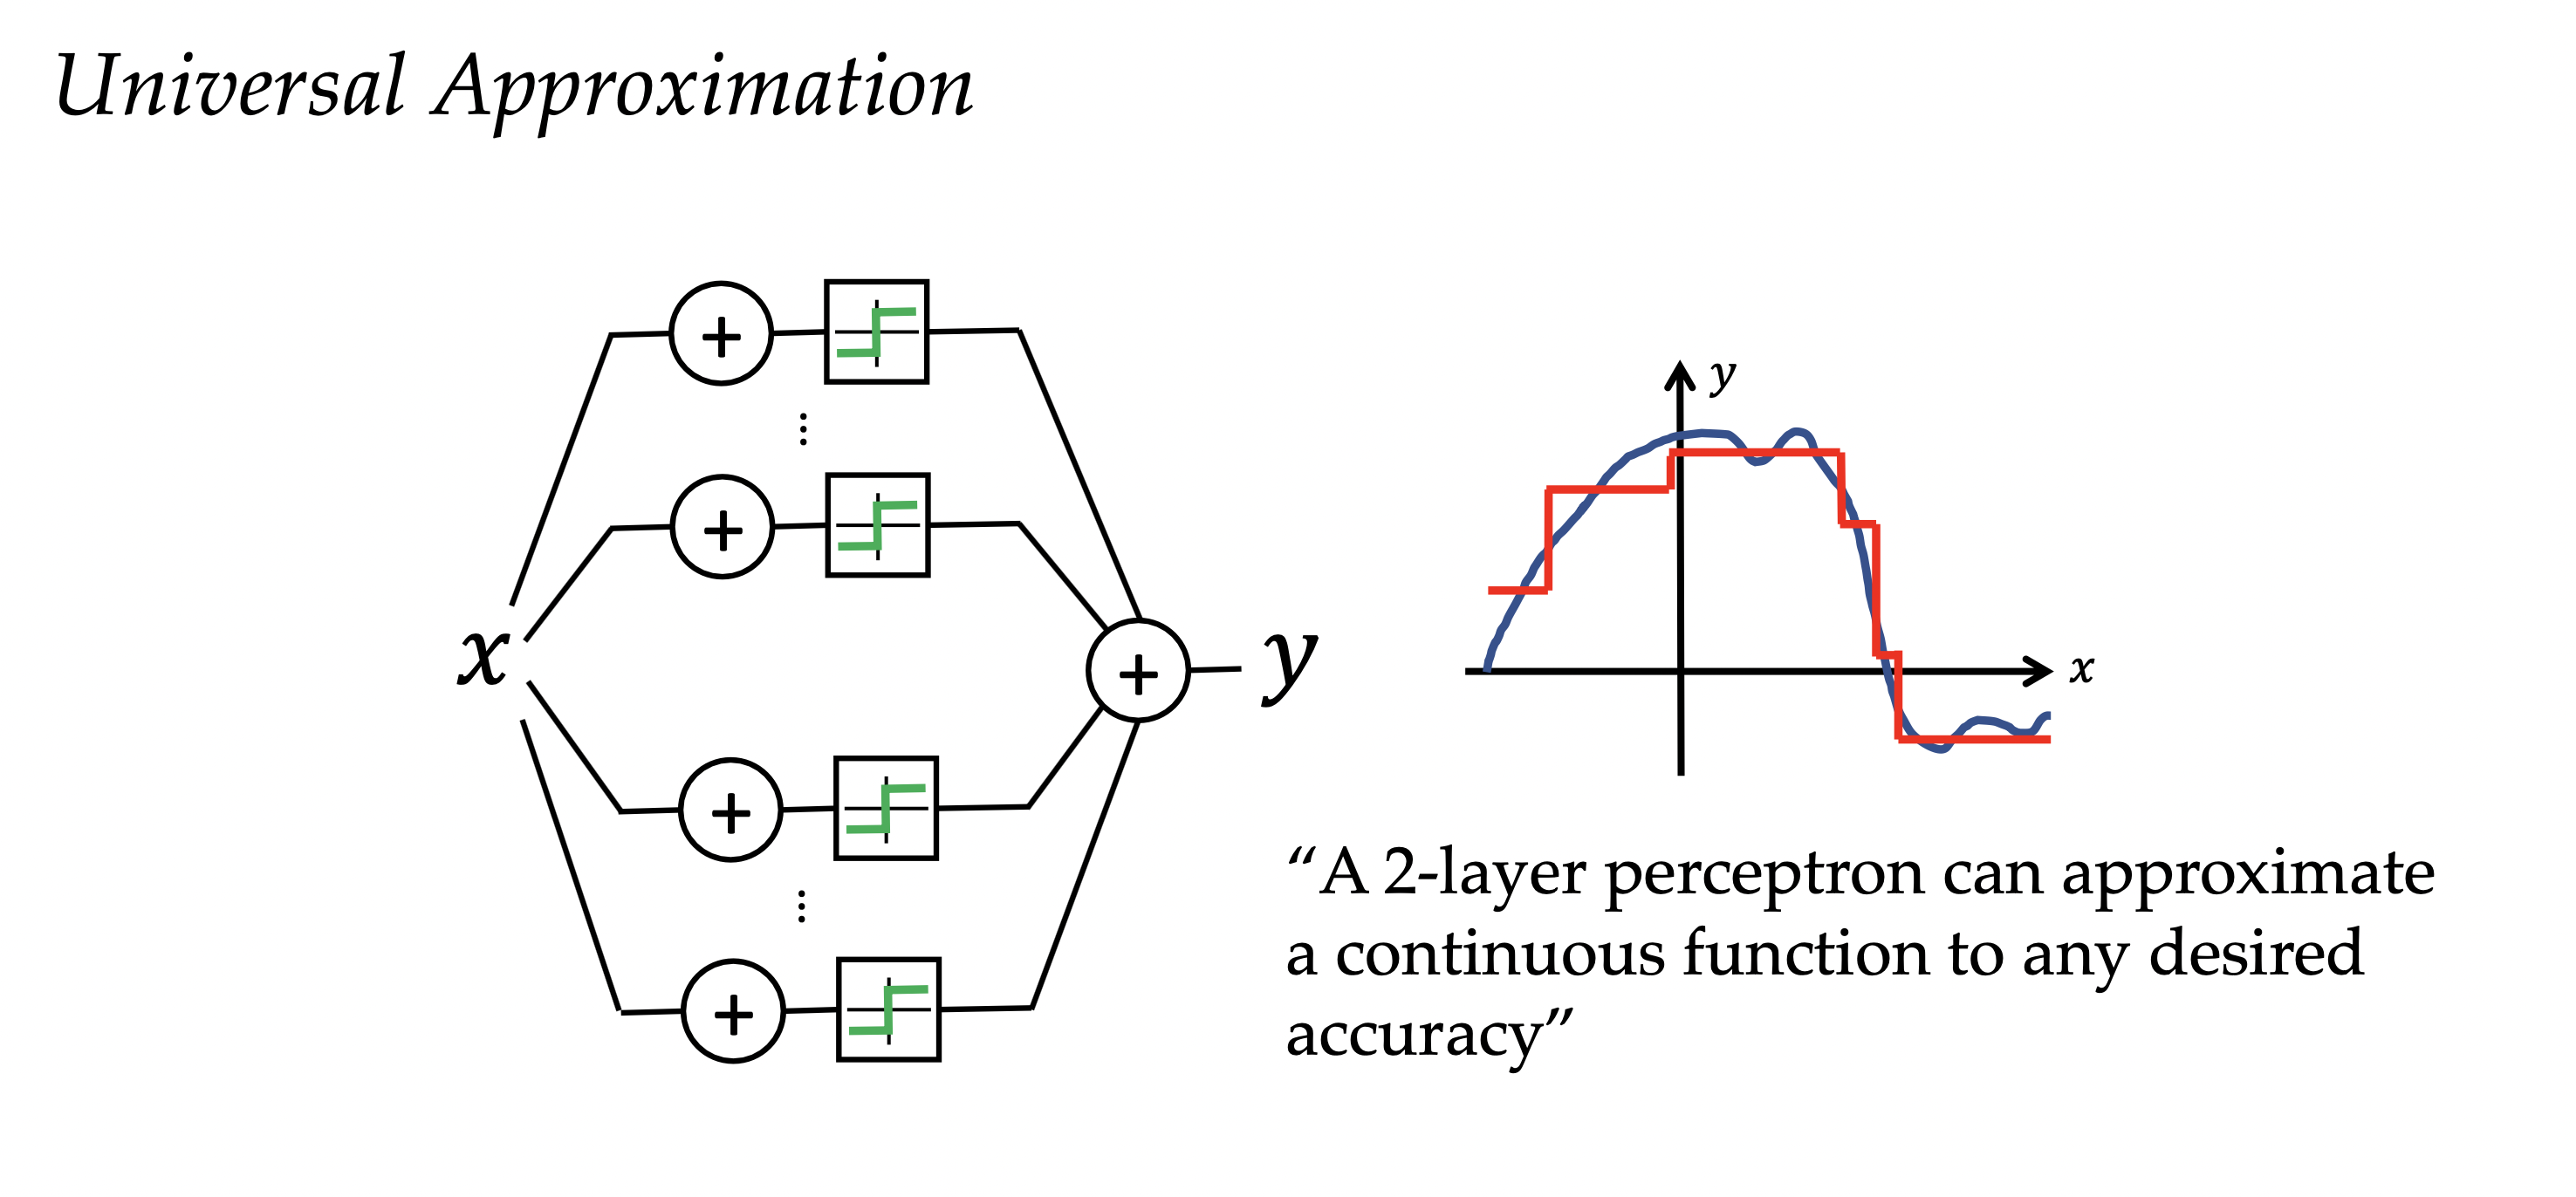 Universal Approximation
+
⋮
+
x
+
y
+
⋮
+
y
x
“A 2-layer perceptron can approximate
a continuous function to any desired
accuracy”